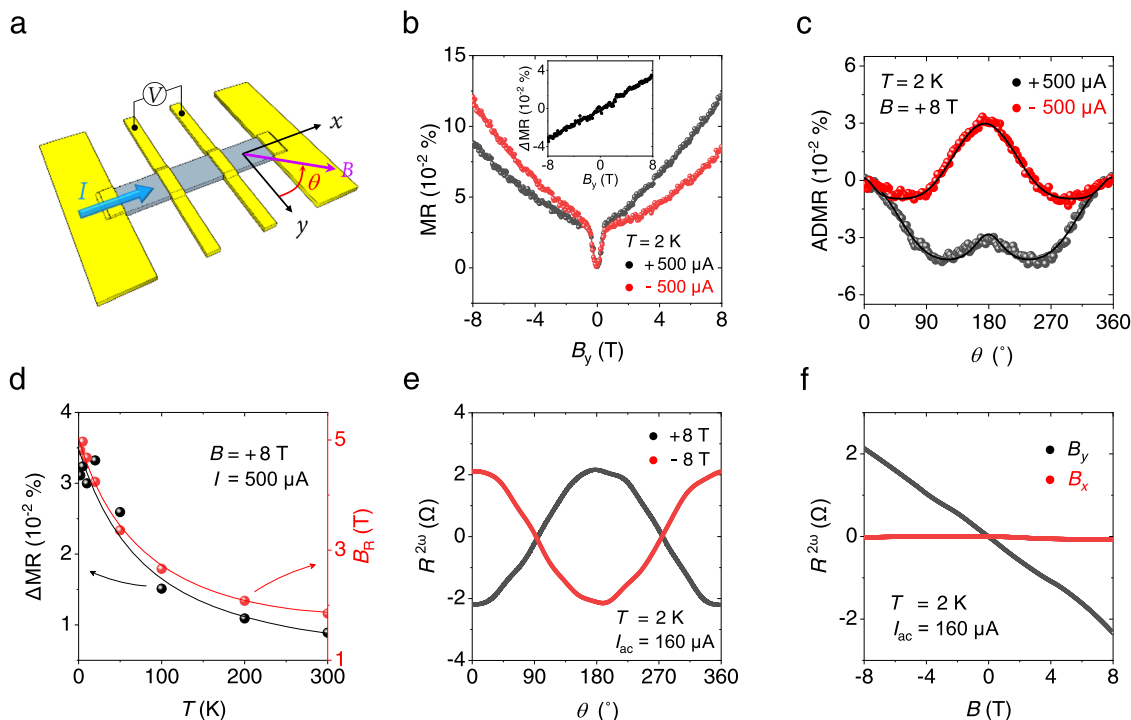 a
V
x
B
I
θ
y
b
MR (10⁻² %)
15
10
5
0
ΔMR (10⁻² %)
4
0
-4
-8 0 8
B_y (T)
T = 2 K
+ 500 µA
- 500 µA
-8 -4 0 4 8
B_y (T)
c
ADMR (10⁻² %)
6
3
0
-3
-6
T = 2 K
B = +8 T
+ 500 µA
- 500 µA
0 90 180 270 360
θ (°)
d
ΔMR (10⁻² %)
4
3
2
1
B = +8 T
I = 500 µA
5
3
1
B_R (T)
0 100 200 300
T (K)
e
R²ω (Ω)
4
2
0
-2
-4
+8 T
- 8 T
T = 2 K
I_ac = 160 µA
0 90 180 270 360
θ (°)
f
R²ω (Ω)
2
0
-2
B_y
B_x
T = 2 K
I_ac = 160 µA
-8 -4 0 4 8
B (T)